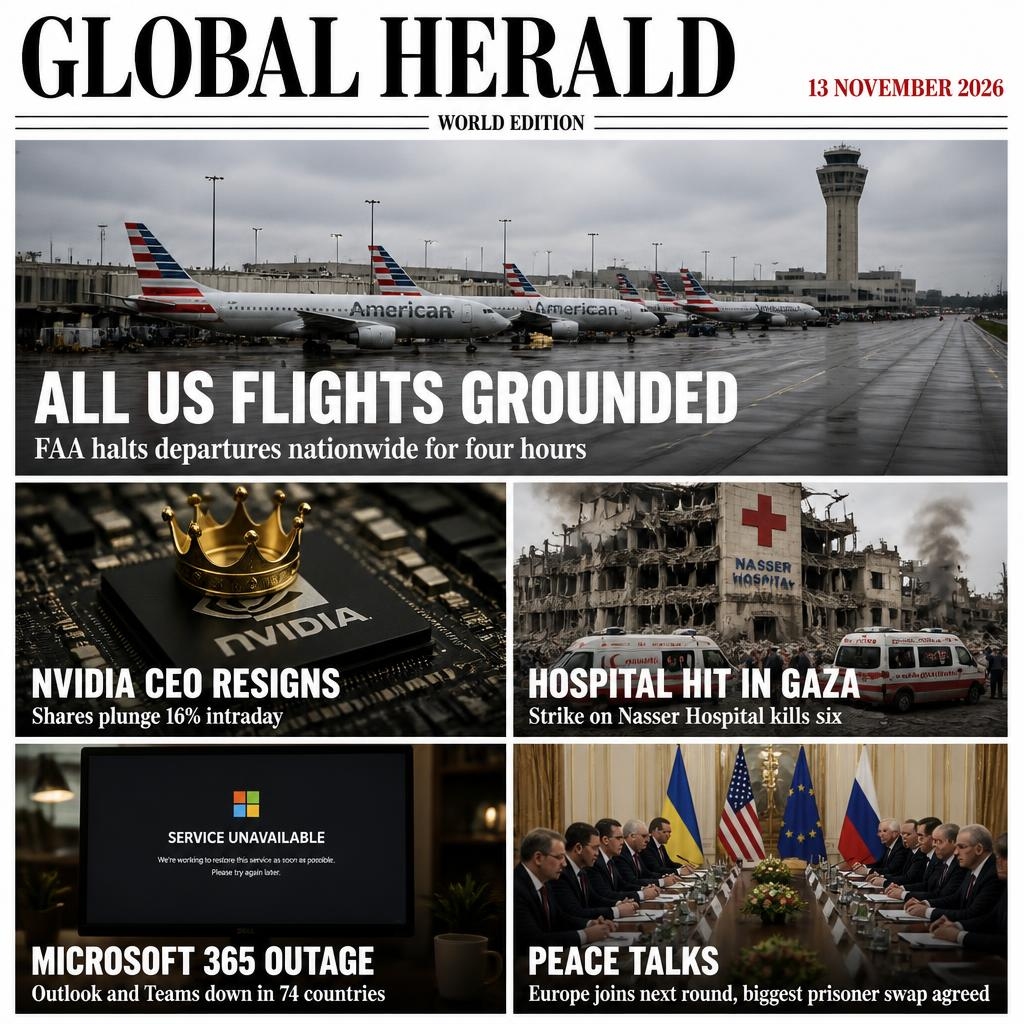 GLOBAL HERALD
13 NOVEMBER 2026
WORLD EDITION
American
American
ALL US FLIGHTS GROUNDED
FAA halts departures nationwide for four hours
NVIDIA
NVIDIA CEO RESIGNS
Shares plunge 16% intraday
NASSER
HOSPITAL
HOSPITAL HIT IN GAZA
Strike on Nasser Hospital kills six
SERVICE UNAVAILABLE
We're working to restore this service as soon as possible.
Please try again later.
DELL
MICROSOFT 365 OUTAGE
Outlook and Teams down in 74 countries
PEACE TALKS
Europe joins next round, biggest prisoner swap agreed